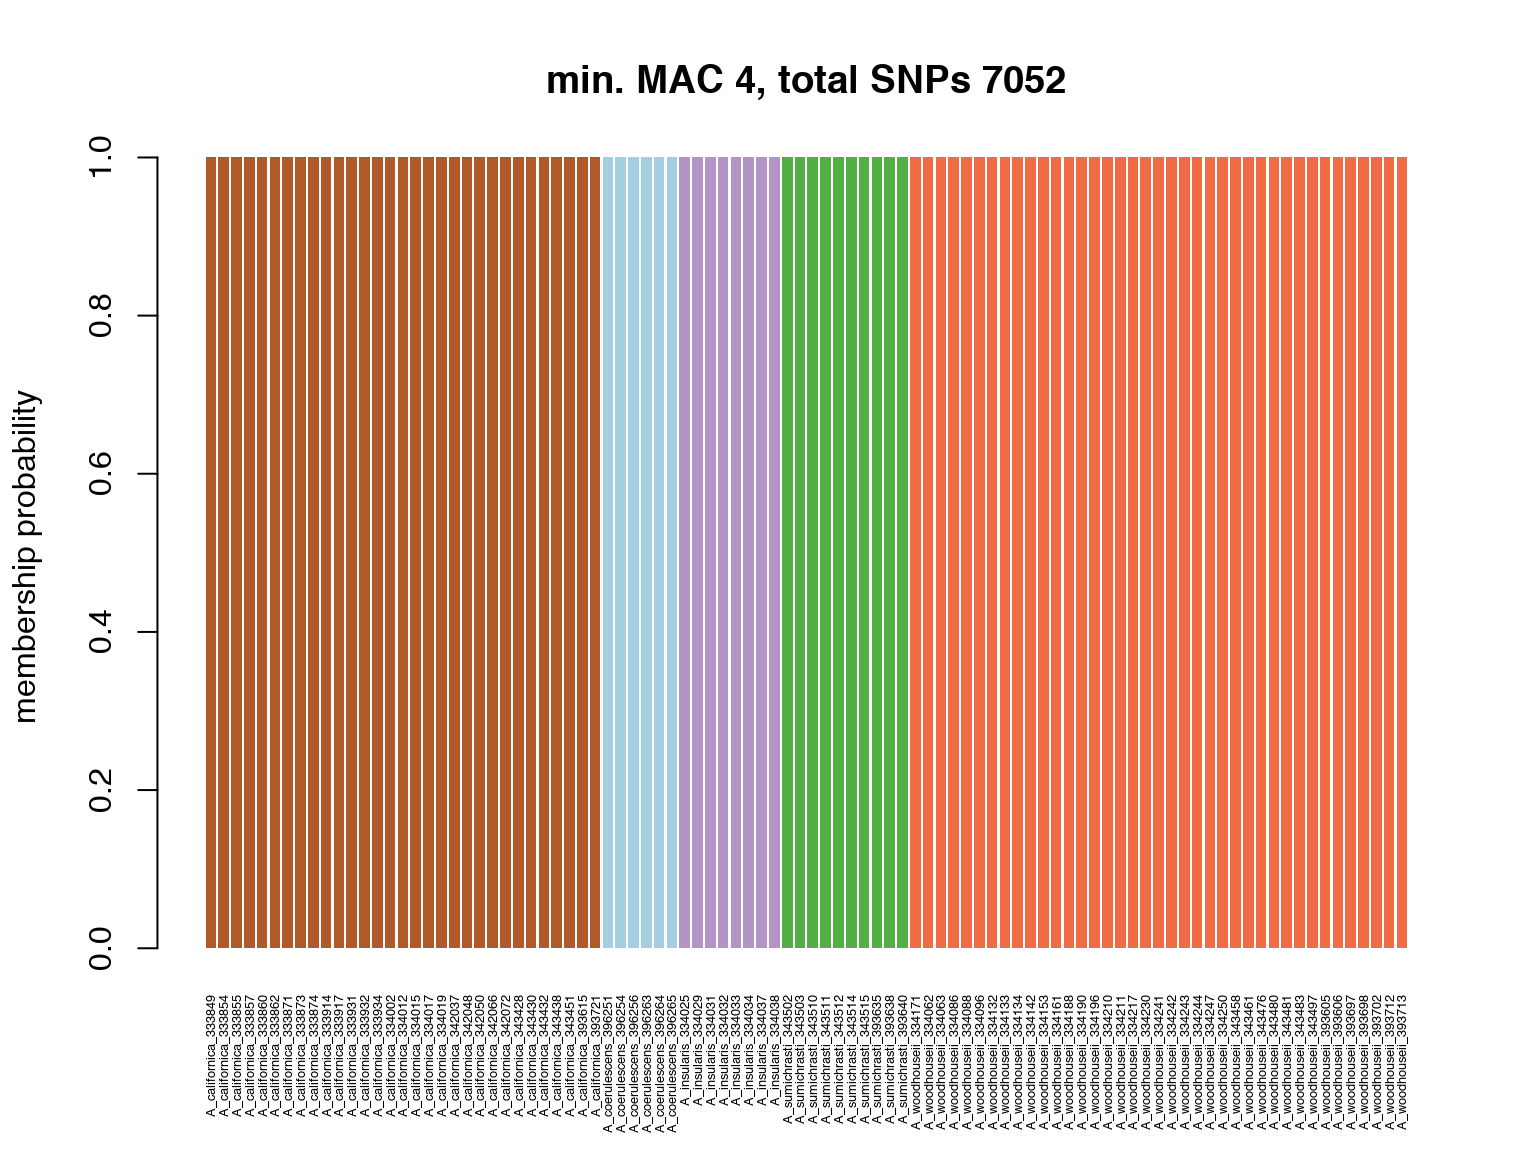 min. MAC 4, total SNPs 7052
membership probability
1.0
0.8
0.6
0.4
0.2
0.0
A_californica_333849
A_californica_333854
A_californica_333855
A_californica_333857
A_californica_333860
A_californica_333862
A_californica_333871
A_californica_333873
A_californica_333874
A_californica_333914
A_californica_333917
A_californica_333931
A_californica_333932
A_californica_333934
A_californica_334002
A_californica_334012
A_californica_334015
A_californica_334017
A_californica_334019
A_californica_342037
A_californica_342048
A_californica_342050
A_californica_342066
A_californica_342072
A_californica_343428
A_californica_343430
A_californica_343432
A_californica_343438
A_californica_343451
A_californica_393615
A_californica_393721
A_coerulescens_396251
A_coerulescens_396254
A_coerulescens_396256
A_coerulescens_396263
A_coerulescens_396264
A_coerulescens_396265
A_insularis_334025
A_insularis_334029
A_insularis_334031
A_insularis_334032
A_insularis_334033
A_insularis_334034
A_insularis_334037
A_insularis_334038
A_sumichrasti_343502
A_sumichrasti_343503
A_sumichrasti_343510
A_sumichrasti_343511
A_sumichrasti_343512
A_sumichrasti_343514
A_sumichrasti_343515
A_sumichrasti_393635
A_sumichrasti_393638
A_sumichrasti_393640
A_woodhouseii_334171
A_woodhouseii_334062
A_woodhouseii_334063
A_woodhouseii_334086
A_woodhouseii_334088
A_woodhouseii_334096
A_woodhouseii_334132
A_woodhouseii_334133
A_woodhouseii_334134
A_woodhouseii_334142
A_woodhouseii_334153
A_woodhouseii_334161
A_woodhouseii_334188
A_woodhouseii_334190
A_woodhouseii_334196
A_woodhouseii_334210
A_woodhouseii_334211
A_woodhouseii_334217
A_woodhouseii_334230
A_woodhouseii_334241
A_woodhouseii_334242
A_woodhouseii_334243
A_woodhouseii_334244
A_woodhouseii_334247
A_woodhouseii_334250
A_woodhouseii_343458
A_woodhouseii_343461
A_woodhouseii_343476
A_woodhouseii_343480
A_woodhouseii_343481
A_woodhouseii_343483
A_woodhouseii_343497
A_woodhouseii_393605
A_woodhouseii_393606
A_woodhouseii_393697
A_woodhouseii_393698
A_woodhouseii_393702
A_woodhouseii_393712
A_woodhouseii_393713